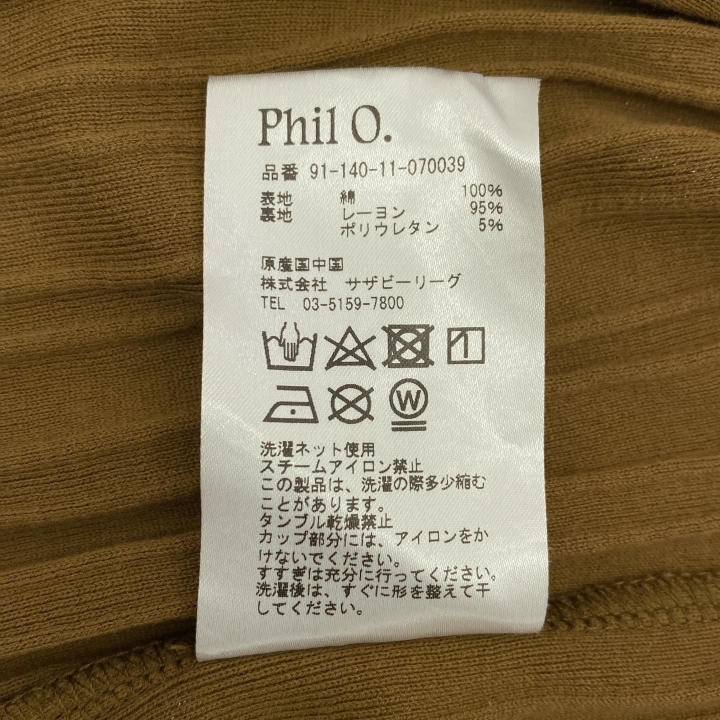 Phil O.
品番 91-140-11-070039
表地 綿 100%
裏地 レーヨン 95%
ポリウレタン 5%
原産国中国
株式会社 サザビーリーグ
TEL 03-5159-7800
W
洗濯ネット使用
スチームアイロン禁止
この製品は、洗濯の際多少縮む
ことがあります。
タンブル乾燥禁止
カップ部分には、アイロンをか
けないでください。
すすぎは充分に行ってください。
洗濯後は、すぐに形を整えて干
してください。